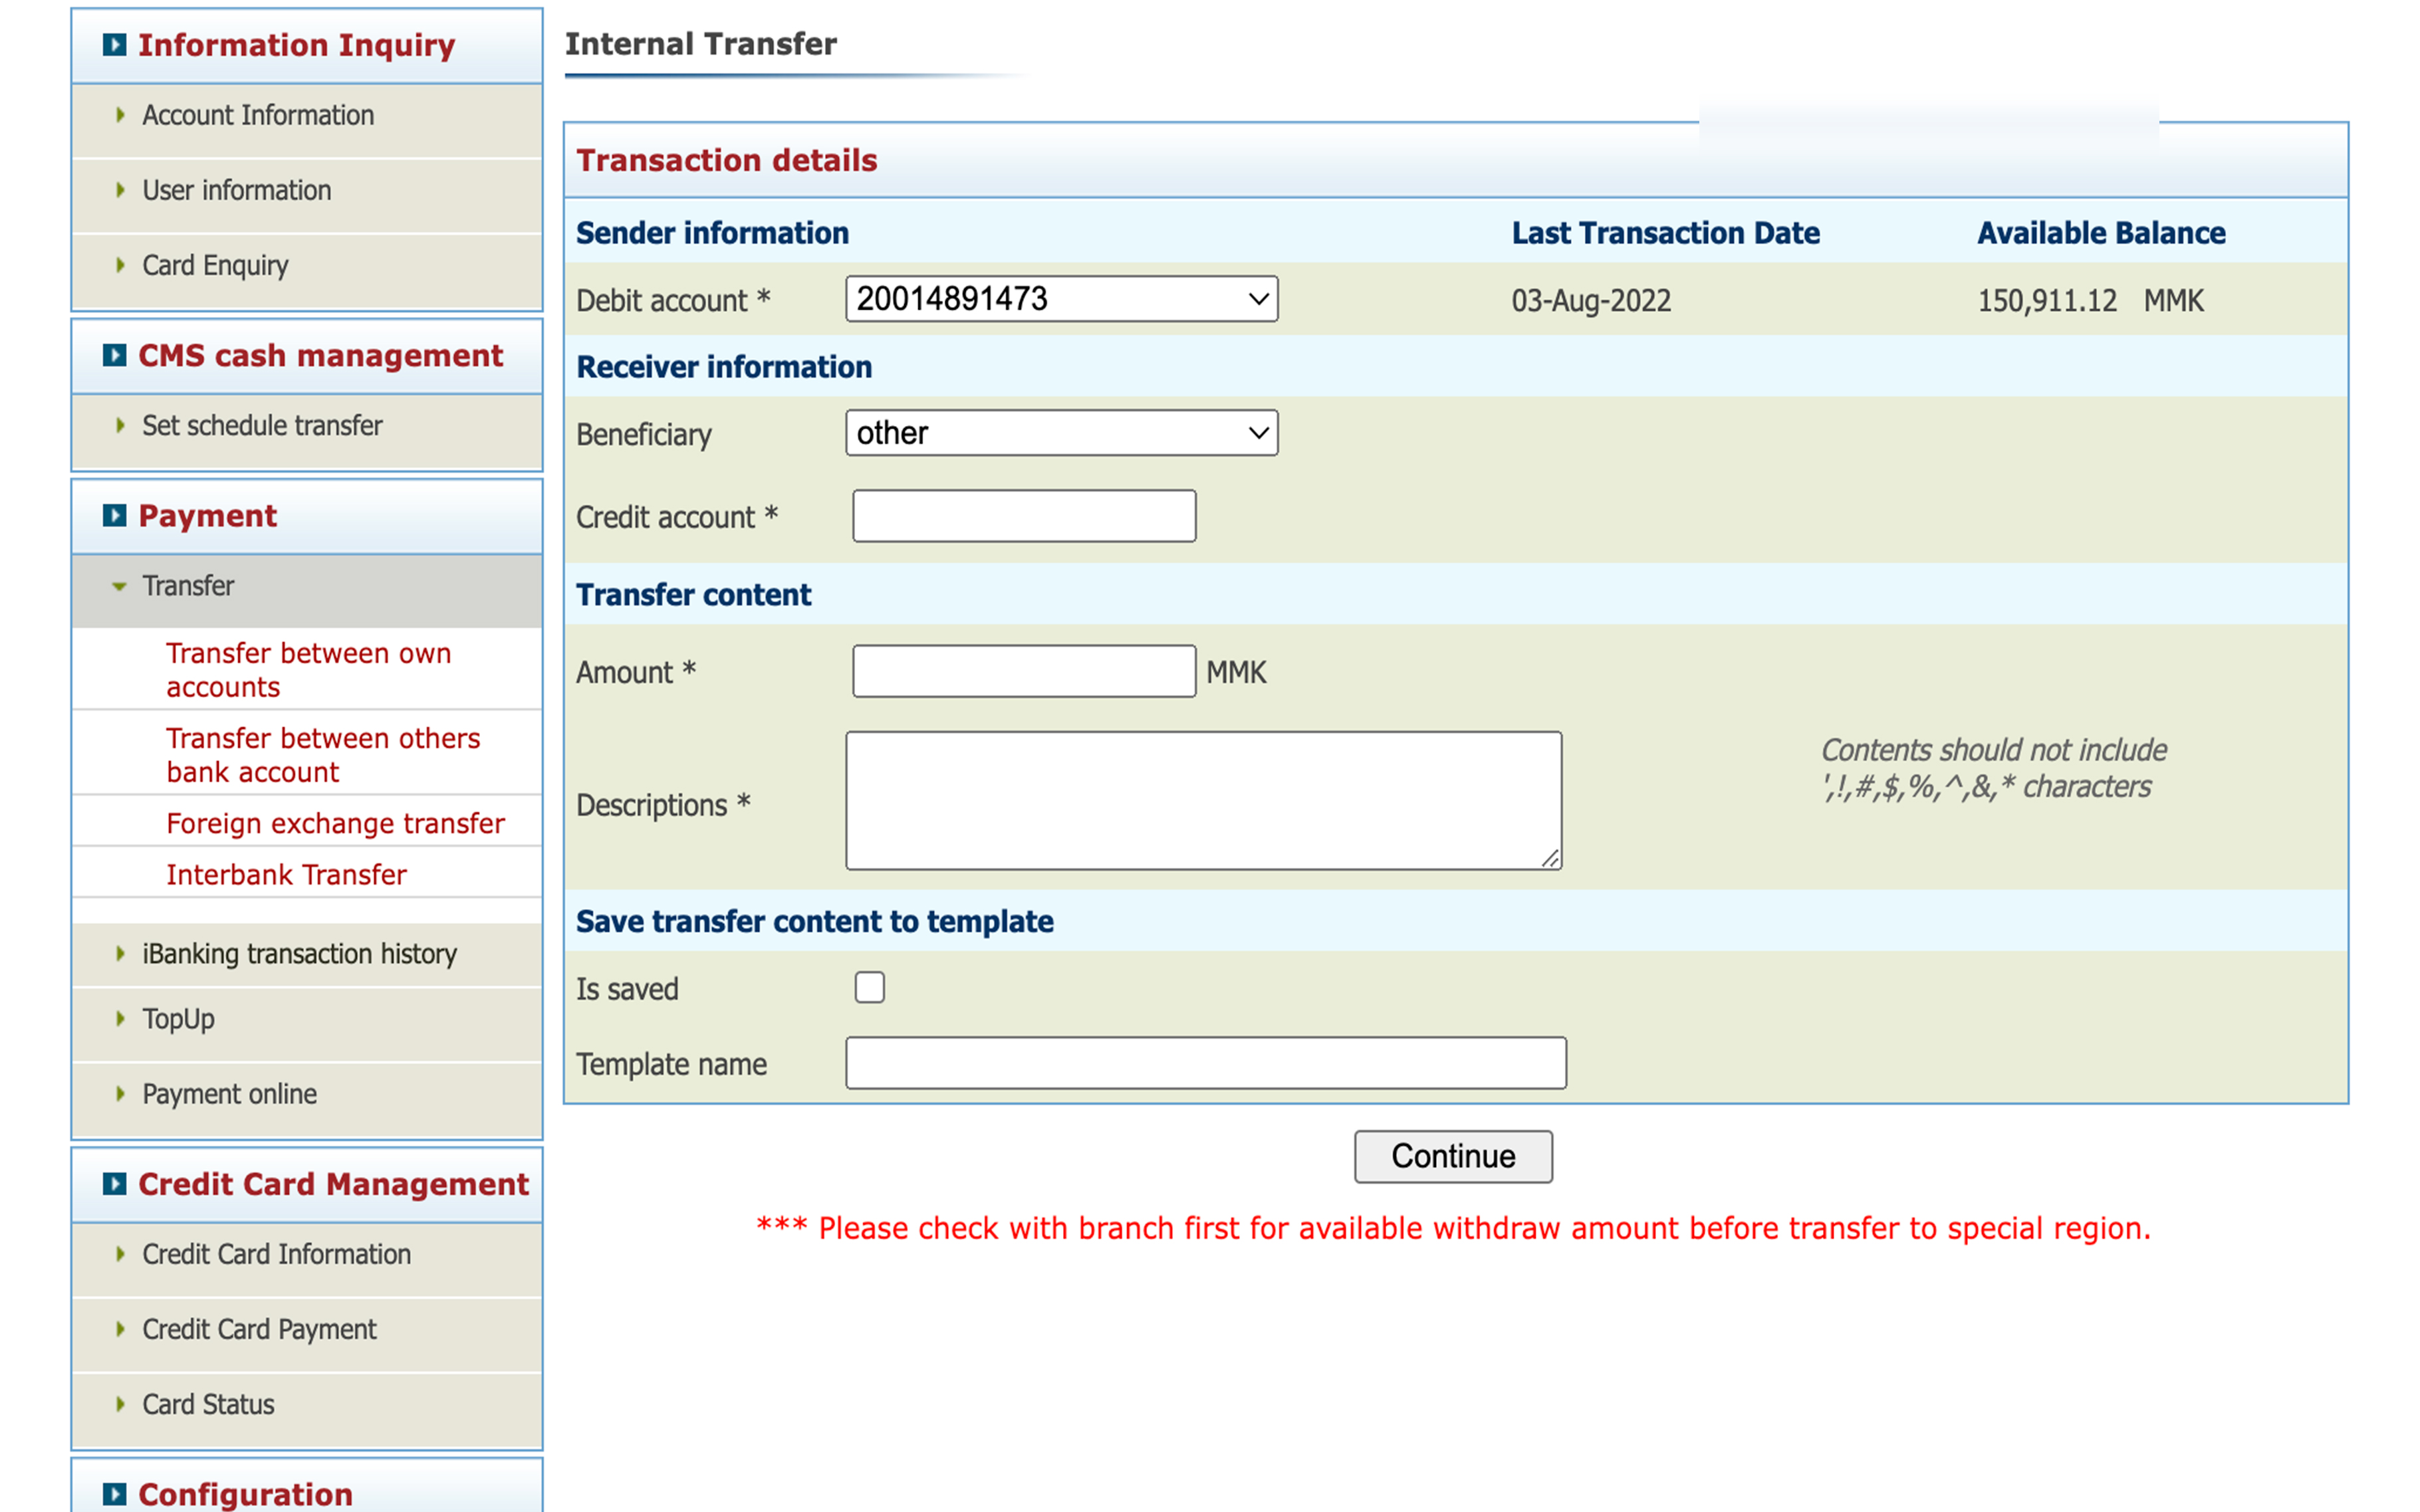 Information Inquiry
Account Information
User information
Card Enquiry
CMS cash management
Set schedule transfer
Payment
Transfer
Transfer between own
accounts
Transfer between others
bank account
Foreign exchange transfer
Interbank Transfer
iBanking transaction history
TopUp
Payment online
Credit Card Management
Credit Card Information
Credit Card Payment
Card Status
Configuration
Internal Transfer
Transaction details
Sender information Last Transaction Date Available Balance
Debit account * 20014891473 03-Aug-2022 150,911.12 MMK
Receiver information
Beneficiary other
Credit account *
Transfer content
Amount * MMK
Descriptions *
Contents should not include
',!,#,$,%,^,&,* characters
Save transfer content to template
Is saved
Template name
Continue
*** Please check with branch first for available withdraw amount before transfer to special region.